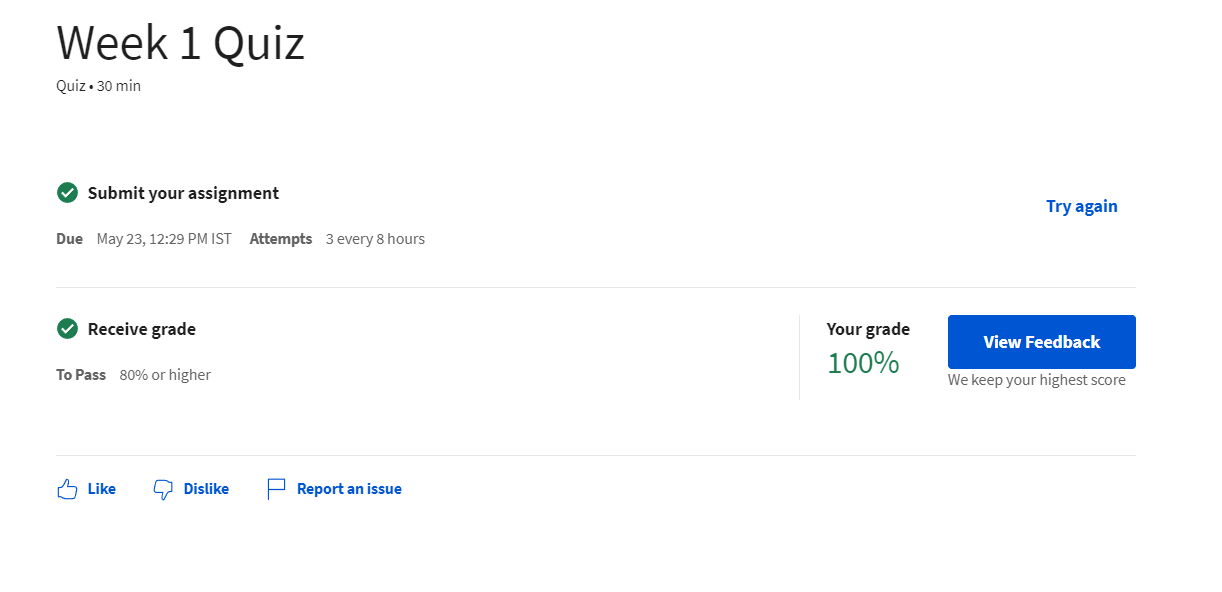 Week 1 Quiz
Quiz • 30 min
Submit your assignment
Try again
Due May 23, 12:29 PM IST Attempts 3 every 8 hours
Receive grade
To Pass 80% or higher
Your grade
100%
View Feedback
We keep your highest score
Like Dislike Report an issue